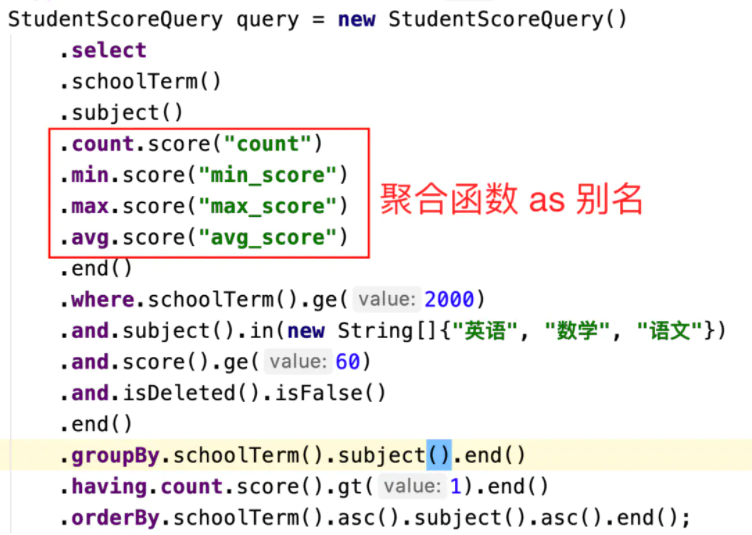 StudentScoreQuery query = new StudentScoreQuery()
.select
.schoolTerm()
.subject()
.count.score("count")
.min.score("min_score")
.max.score("max_score")
.avg.score("avg_score")
聚合函数 as 别名
.end()
.where.schoolTerm().ge( value: 2000)
.and.subject().in(new String[]{"英语", "数学", "语文"})
.and.score().ge( value: 60)
.and.isDeleted().isFalse()
.end()
.groupBy.schoolTerm().subject().end()
.having.count.score().gt( value: 1).end()
.orderBy.schoolTerm().asc().subject().asc().end();